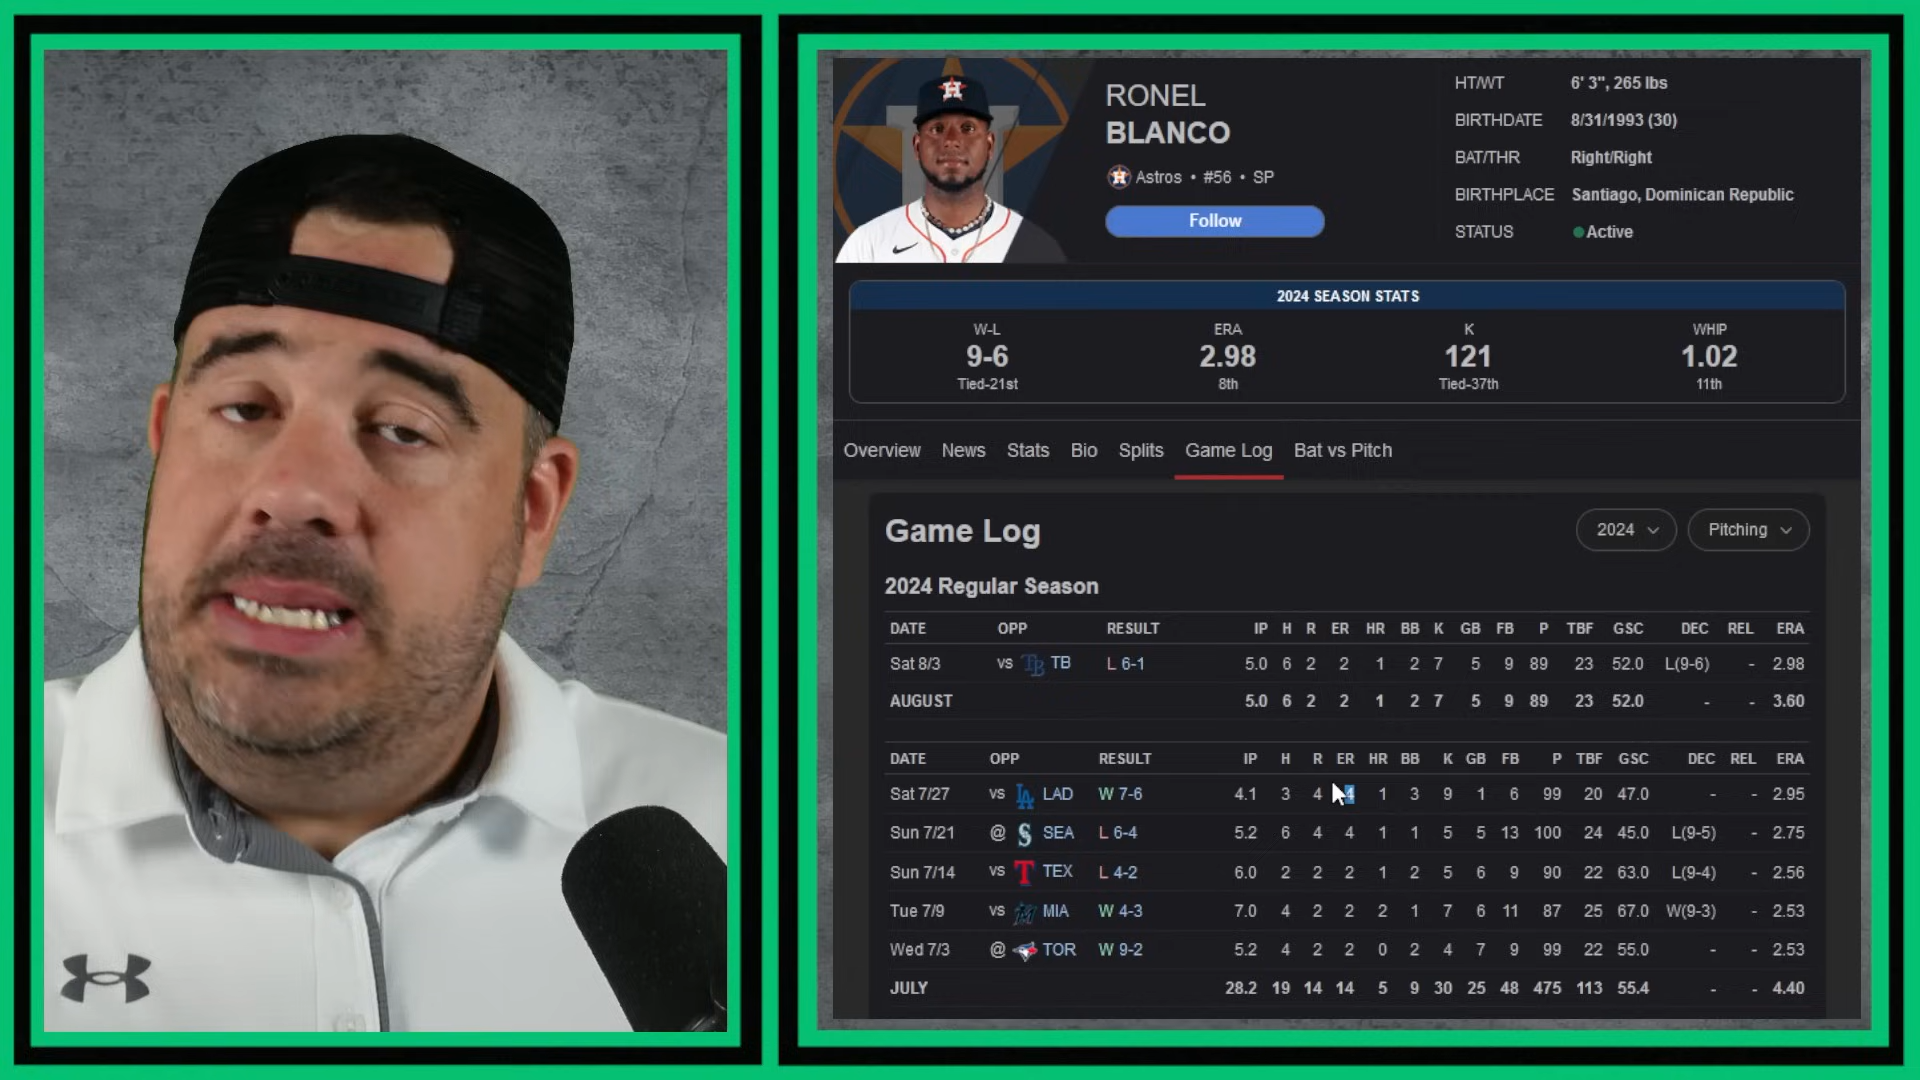 RONEL
BLANCO
Astros • #56 • SP
Follow
HT/WT 6' 3", 265 lbs
BIRTHDATE 8/31/1993 (30)
BAT/THR Right/Right
BIRTHPLACE Santiago, Dominican Republic
STATUS Active
2024 SEASON STATS
W-L ERA K WHIP
9-6 2.98 121 1.02
Tied-21st 8th Tied-37th 11th
Overview News Stats Bio Splits Game Log Bat vs Pitch
Game Log 2024 Pitching
2024 Regular Season
DATE OPP RESULT IP H R ER HR BB K GB FB P TBF GSC DEC REL ERA
Sat 8/3 vs TB L 6-1 5.0 6 2 2 1 2 7 5 9 89 23 52.0 L(9-6) - 2.98
AUGUST 5.0 6 2 2 1 2 7 5 9 89 23 52.0 - - 3.60
DATE OPP RESULT IP H R ER HR BB K GB FB P TBF GSC DEC REL ERA
Sat 7/27 vs LAD W 7-6 4.1 3 4 4 1 3 9 1 6 99 20 47.0 - - 2.95
Sun 7/21 @ SEA L 6-4 5.2 6 4 4 1 1 5 5 13 100 24 45.0 L(9-5) - 2.75
Sun 7/14 vs TEX L 4-2 6.0 2 2 2 1 2 5 6 9 90 22 63.0 L(9-4) - 2.56
Tue 7/9 vs MIA W 4-3 7.0 4 2 2 2 1 7 6 11 87 25 67.0 W(9-3) - 2.53
Wed 7/3 @ TOR W 9-2 5.2 4 2 2 0 2 4 7 9 99 22 55.0 - - 2.53
JULY 28.2 19 14 14 5 9 30 25 48 475 113 55.4 - - 4.40